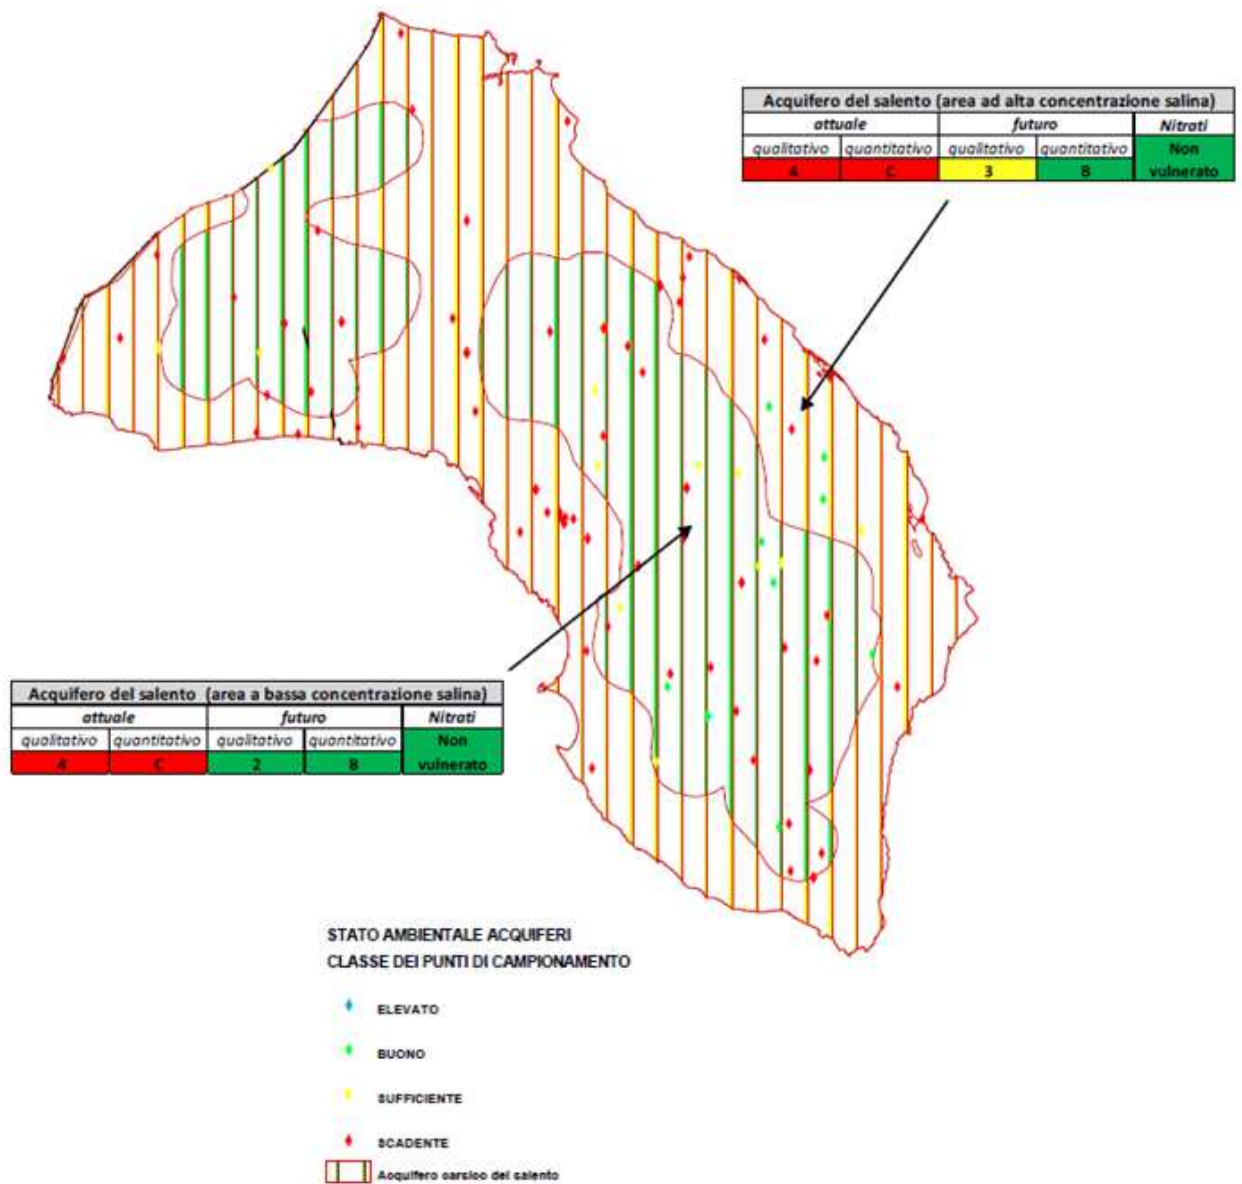 Acquifero del salento (area ad alta concentrazione salina)
attuale futuro Nitrati
qualitativo quantitativo qualitativo quantitativo Non
4 C 3 B vulnerato
Acquifero del salento (area a bassa concentrazione salina)
attuale futuro Nitrati
qualitativo quantitativo qualitativo quantitativo Non
4 C 2 B vulnerato
STATO AMBIENTALE ACQUIFERI
CLASSE DEI PUNTI DI CAMPIONAMENTO
ELEVATO
BUONO
SUFFICIENTE
SCADENTE
Acquifero carsico del salento